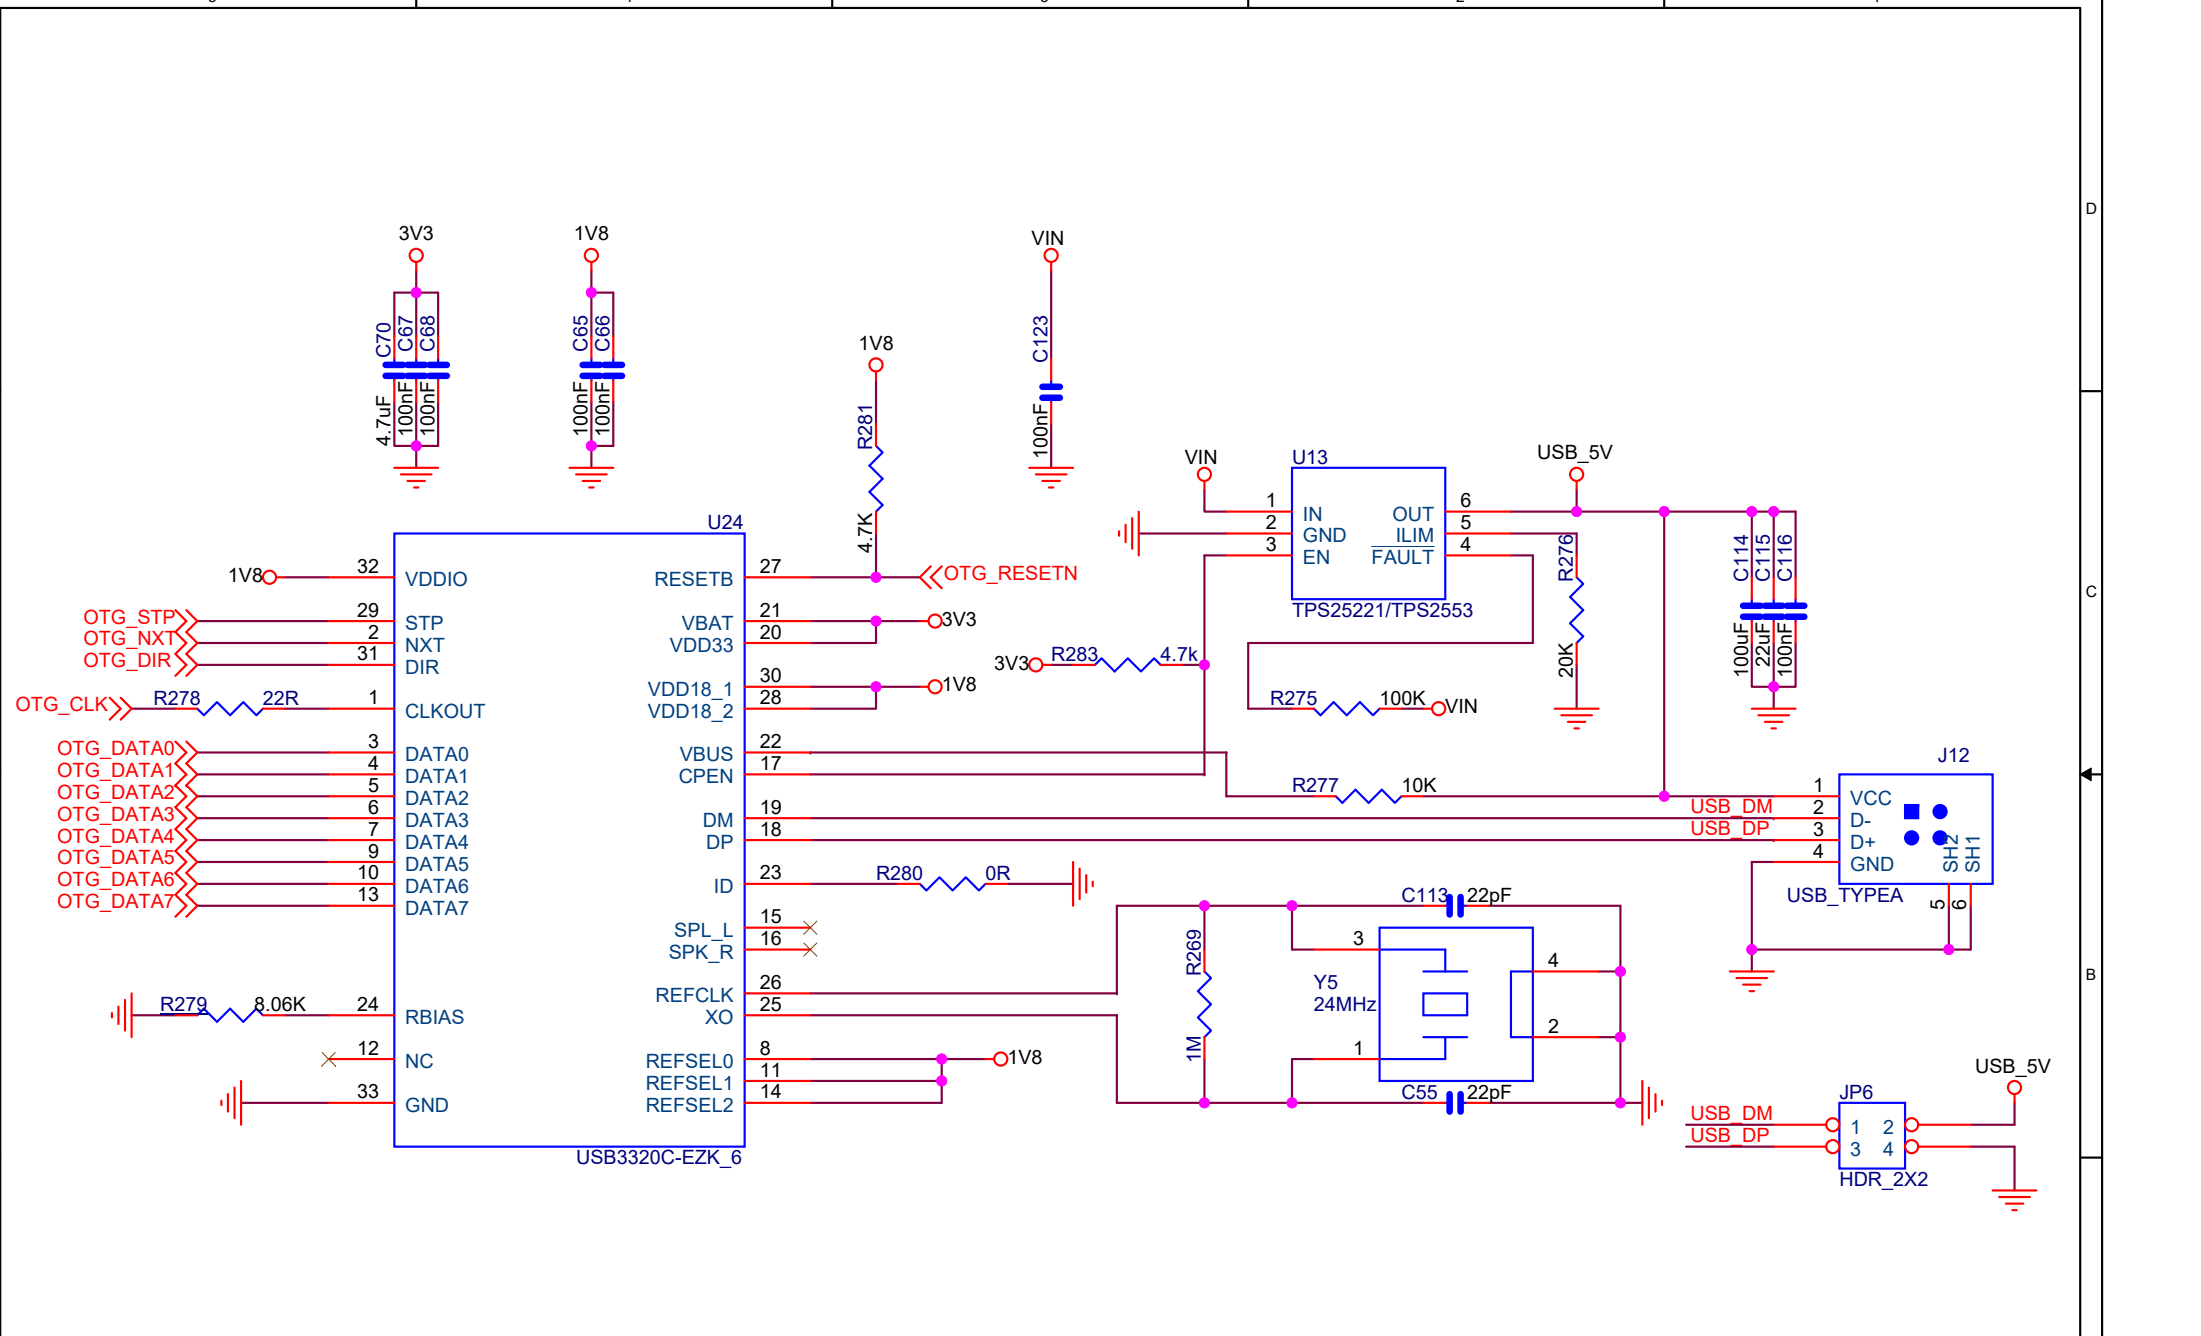 2
D
C
B
3V3
C70
C67
C68
4.7uF
100nF
100nF
1V8
C65
C66
100nF
100nF
VIN
C123
100nF
1V8
R281
4.7K
VIN
U13
USB_5V
1 IN OUT 6
2 GND ILIM 5
3 EN FAULT 4
TPS25221/TPS2553
R276
20K
C114
C115
C116
100uF
22uF
100nF
3V3 R283 4.7k
R275 100K VIN
R277 10K
U24
1V8 32 VDDIO
OTG_STP 29 STP
OTG_NXT 2 NXT
OTG_DIR 31 DIR
OTG_CLK R278 22R 1 CLKOUT
OTG_DATA0 3 DATA0
OTG_DATA1 4 DATA1
OTG_DATA2 5 DATA2
OTG_DATA3 6 DATA3
OTG_DATA4 7 DATA4
OTG_DATA5 9 DATA5
OTG_DATA6 10 DATA6
OTG_DATA7 13 DATA7
R279 8.06K 24 RBIAS
12 NC
33 GND
RESETB 27 OTG_RESETN
VBAT 21 3V3
VDD33 20
VDD18_1 30 1V8
VDD18_2 28
VBUS 22
CPEN 17
DM 19
DP 18
ID 23 R280 0R
SPL_L 15
SPK_R 16
REFCLK 26
XO 25
REFSEL0 8 1V8
REFSEL1 11
REFSEL2 14
USB3320C-EZK_6
J12
1 VCC
USB_DM 2 D-
USB_DP 3 D+
4 GND
SH2
SH1
5
6
USB_TYPEA
C113 22pF
R269
1M
3
4
Y5
24MHz
2
1
C55 22pF
USB_5V
JP6
USB_DM 1 2
USB_DP 3 4
HDR_2X2